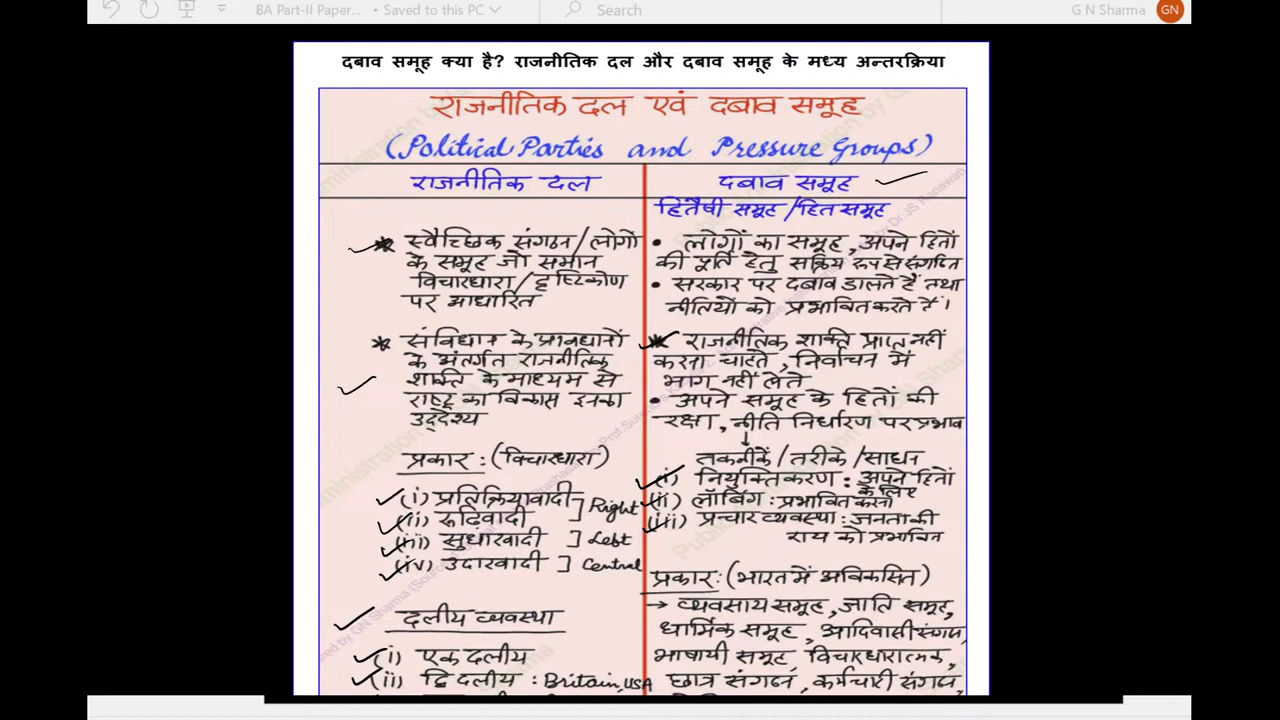 BA Part-II Paper... • Saved to this PC
Search
G N Sharma
GN
दबाव समूह क्या है? राजनीतिक दल और दबाव समूह के मध्य अन्तरक्रिया
राजनीतिक दल एवं दबाव समूह
(Political Parties and Pressure Groups)
राजनीतिक दल
* स्वैच्छिक संगठन/लोगों
के समूह जो समान
विचारधारा/दृष्टिकोण
पर आधारित
* संविधान के प्रावधानों
के अंतर्गत राजनीतिक
शक्ति के माध्यम से
राष्ट्र का विकास इनका
उद्देश्य
प्रकार : (विचारधारा)
(i) प्रतिक्रियावादी
(ii) रूढ़िवादी
] Right
(iii) सुधारवादी ] Left
(iv) उदारवादी ] Central
दलीय व्यवस्था
(i) एक दलीय
(ii) द्विदलीय : Britain, USA
दबाव समूह
हितैषी समूह/हित समूह
• लोगों का समूह, अपने हितों
की पूर्ति हेतु सक्रिय रूप से संगठित
• सरकार पर दबाव डालते हैं तथा
नीतियों को प्रभावित करते हैं।
* राजनीतिक शक्ति प्राप्त नहीं
करना चाहते, निर्वाचन में
भाग नहीं लेते
• अपने समूह के हितों की
रक्षा, नीति निर्धारण पर प्रभाव
↓
तकनीकें/तरीके/साधन
(i) नियुक्तिकरण : अपने हितों
के लिए
(ii) लॉबिंग : प्रभावित करना
(iii) प्रचार व्यवस्था : जनता की
राय को प्रभावित
प्रकार : (भारत में अविकसित)
→ व्यवसाय समूह, जाति समूह,
धार्मिक समूह, आदिवासी संगठन,
भाषायी समूह, विचारधारात्मक,
छात्र संगठन, कर्मचारी संगठन,